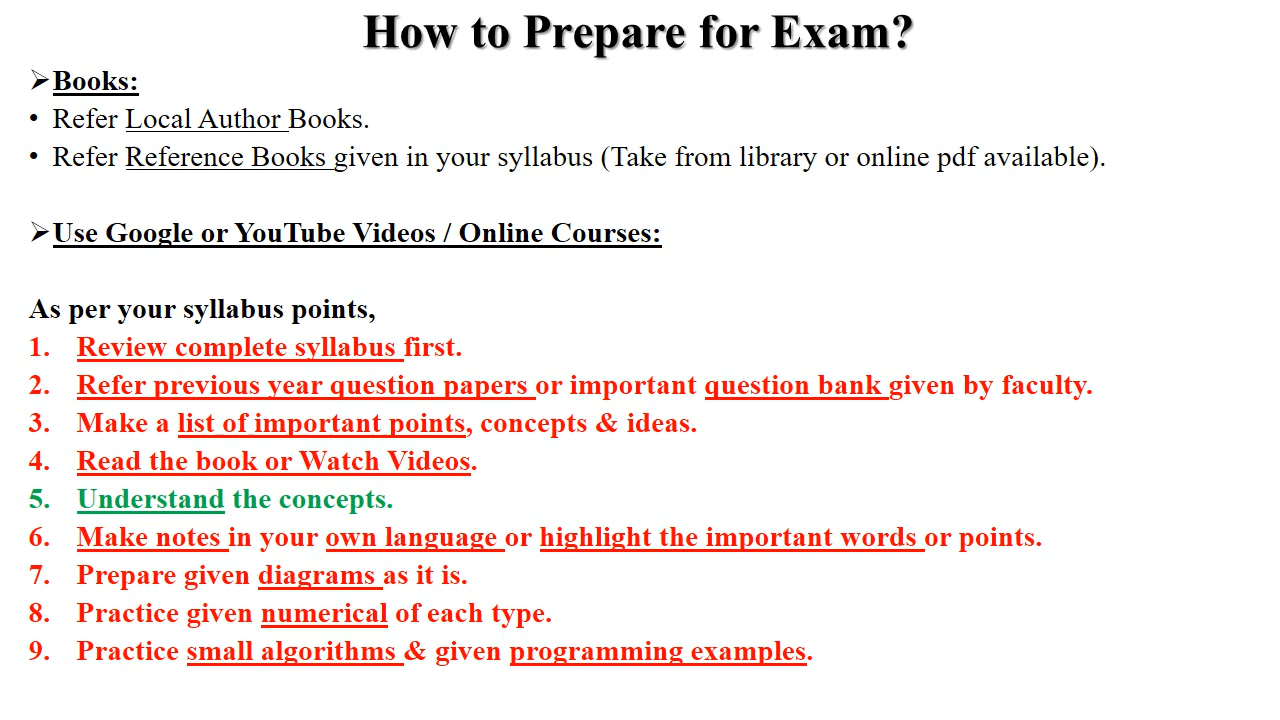 How to Prepare for Exam?
➢Books:
• Refer Local Author Books.
• Refer Reference Books given in your syllabus (Take from library or online pdf available).
➢Use Google or YouTube Videos / Online Courses:
As per your syllabus points,
1. Review complete syllabus first.
2. Refer previous year question papers or important question bank given by faculty.
3. Make a list of important points, concepts & ideas.
4. Read the book or Watch Videos.
5. Understand the concepts.
6. Make notes in your own language or highlight the important words or points.
7. Prepare given diagrams as it is.
8. Practice given numerical of each type.
9. Practice small algorithms & given programming examples.